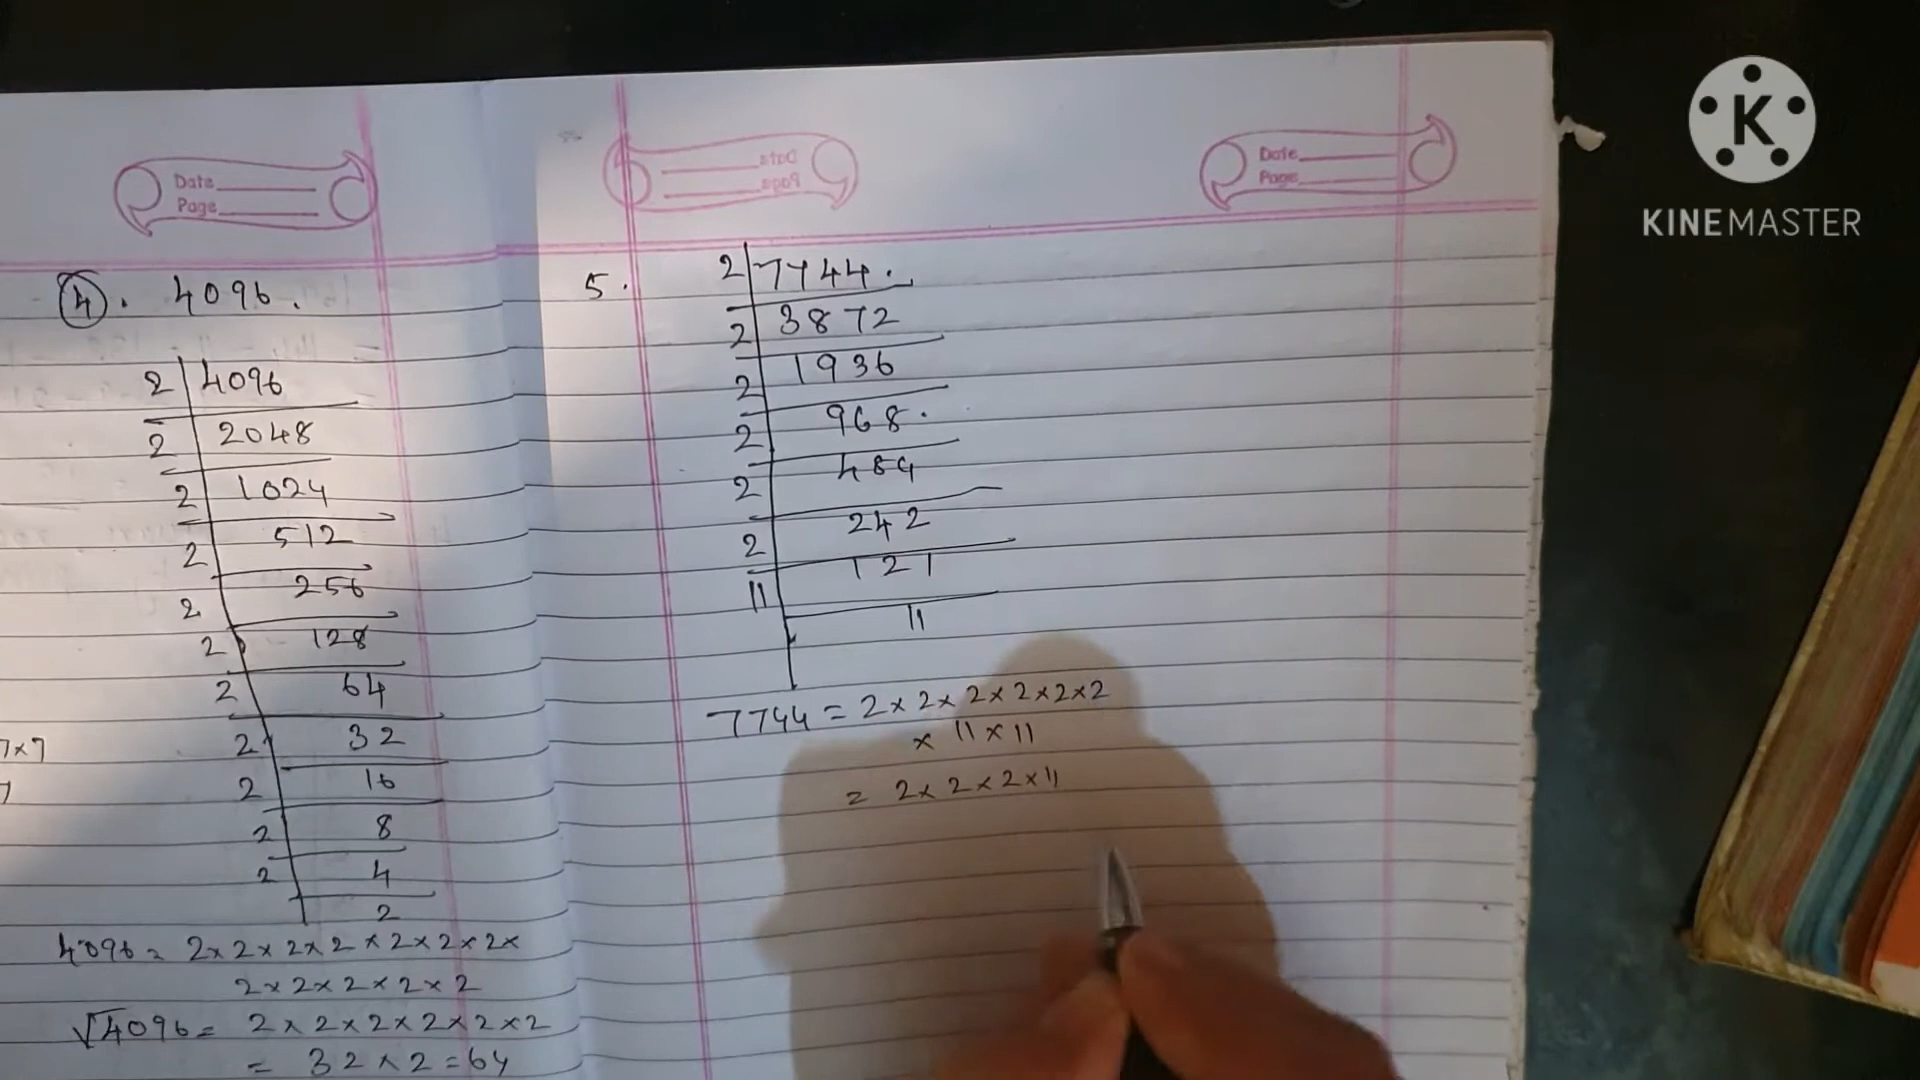 Date
Page
4. 4096.
2 4096
2 2048
2 1024
2 512
2 256
2 128
2 64
2 32
2 16
2 8
2 4
2
4096 = 2×2×2×2×2×2×2×
2×2×2×2×2
√4096 = 2×2×2×2×2×2
= 32×2=64
7×7
7
Date
Page
Date
Page
5. 2 7744.
2 3872
2 1936
2 968.
2 484
2 242
11 121
11
7744 = 2×2×2×2×2×2
× 11×11
= 2×2×2×11
KINEMASTER